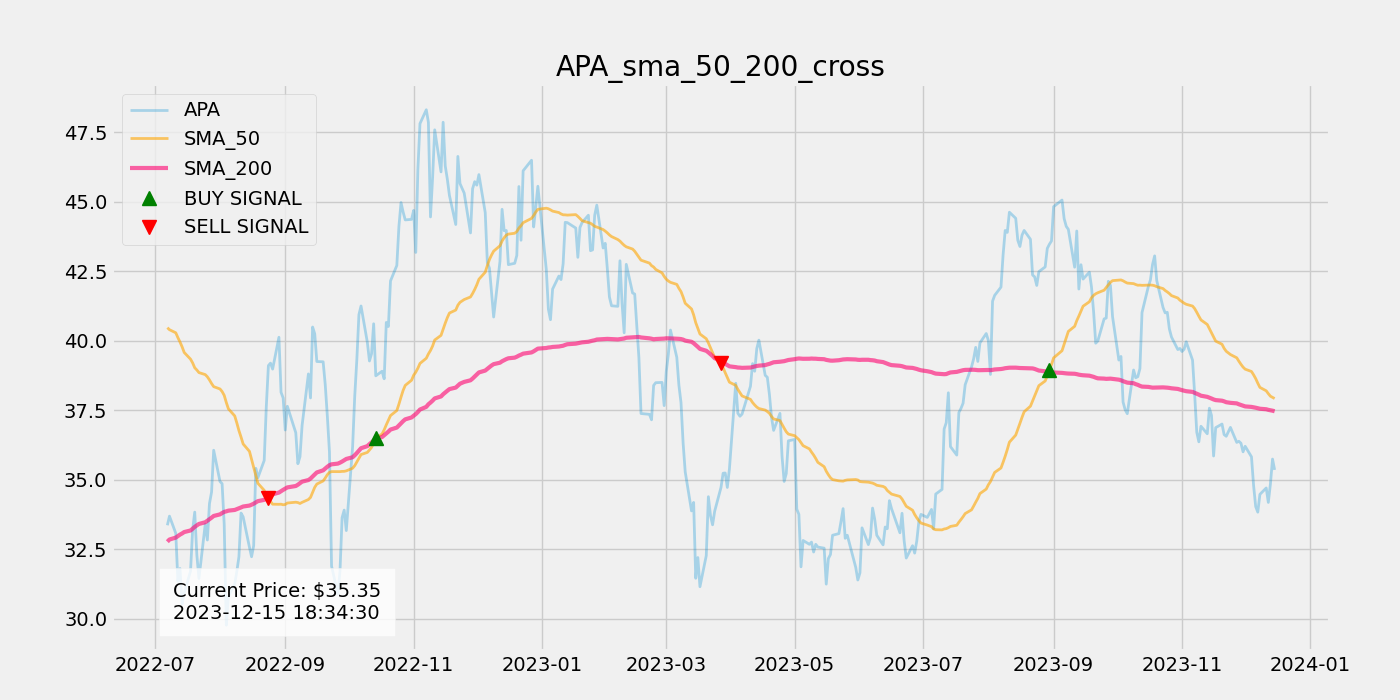 APA_sma_50_200_cross
APA
SMA_50
SMA_200
BUY SIGNAL
SELL SIGNAL
47.5
45.0
42.5
40.0
37.5
35.0
32.5
30.0
Current Price: $35.35
2023-12-15 18:34:30
2022-07 2022-09 2022-11 2023-01 2023-03 2023-05 2023-07 2023-09 2023-11 2024-01